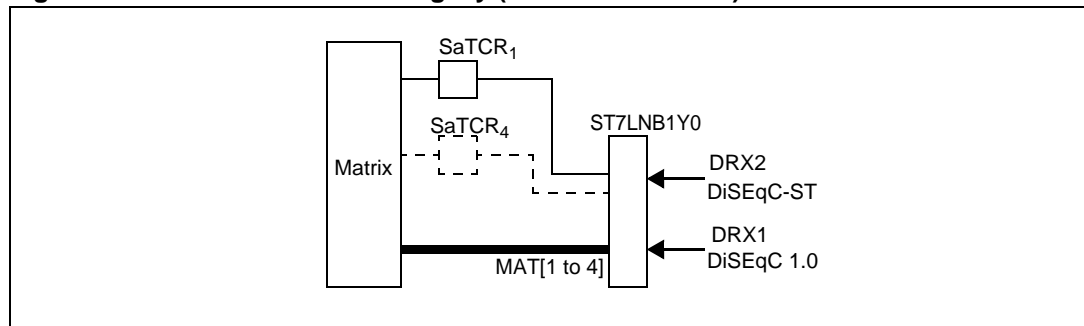 SaTCR1
SaTCR4
ST7LNB1Y0
Matrix
DRX2
DiSEqC-ST
DRX1
DiSEqC 1.0
MAT[1 to 4]